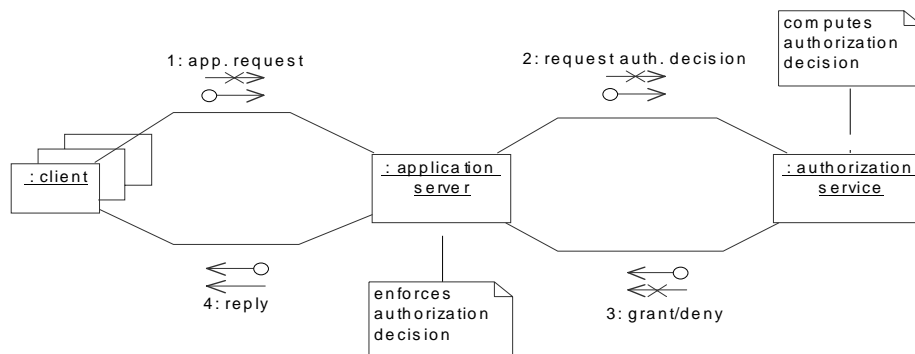 computes
authorization
decision
1: app. request
2: request auth. decision
: client
: application
server
: authorization
service
4: reply
enforces
authorization
decision
3: grant/deny